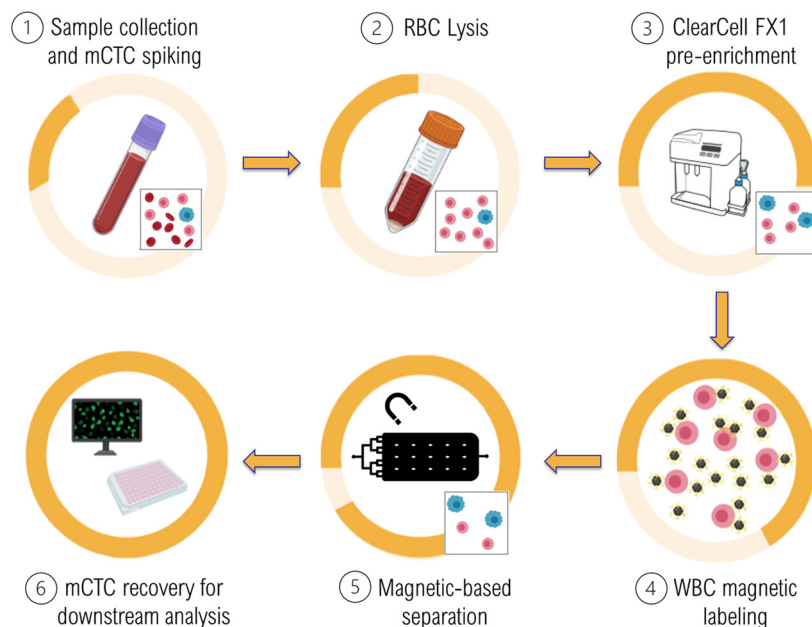 1 Sample collection
and mCTC spiking
2 RBC Lysis
3 ClearCell FX1
pre-enrichment
6 mCTC recovery for
downstream analysis
5 Magnetic-based
separation
4 WBC magnetic
labeling